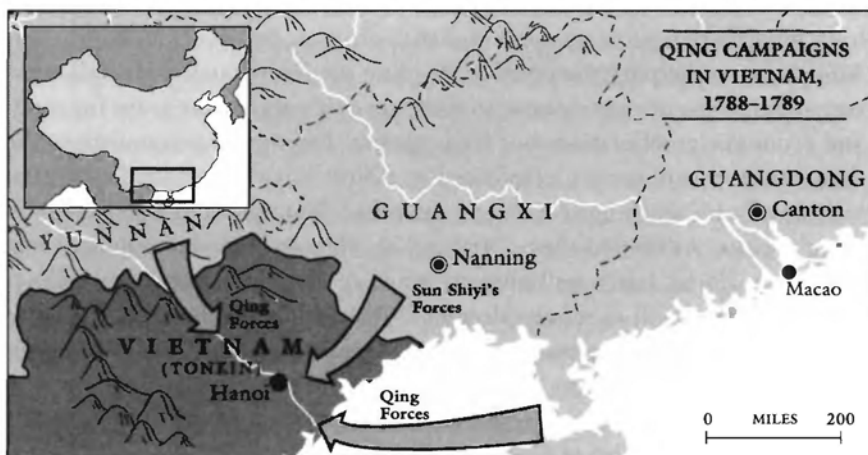 QING CAMPAIGNS
IN VIETNAM,
1788–1789
GUANGDONG
Canton
Macao
GUANGXI
Nanning
Sun Shiyi's
Forces
YUNNAN
Qing
Forces
VIETNAM
(TONKIN)
Hanoi
Qing
Forces
0 MILES 200